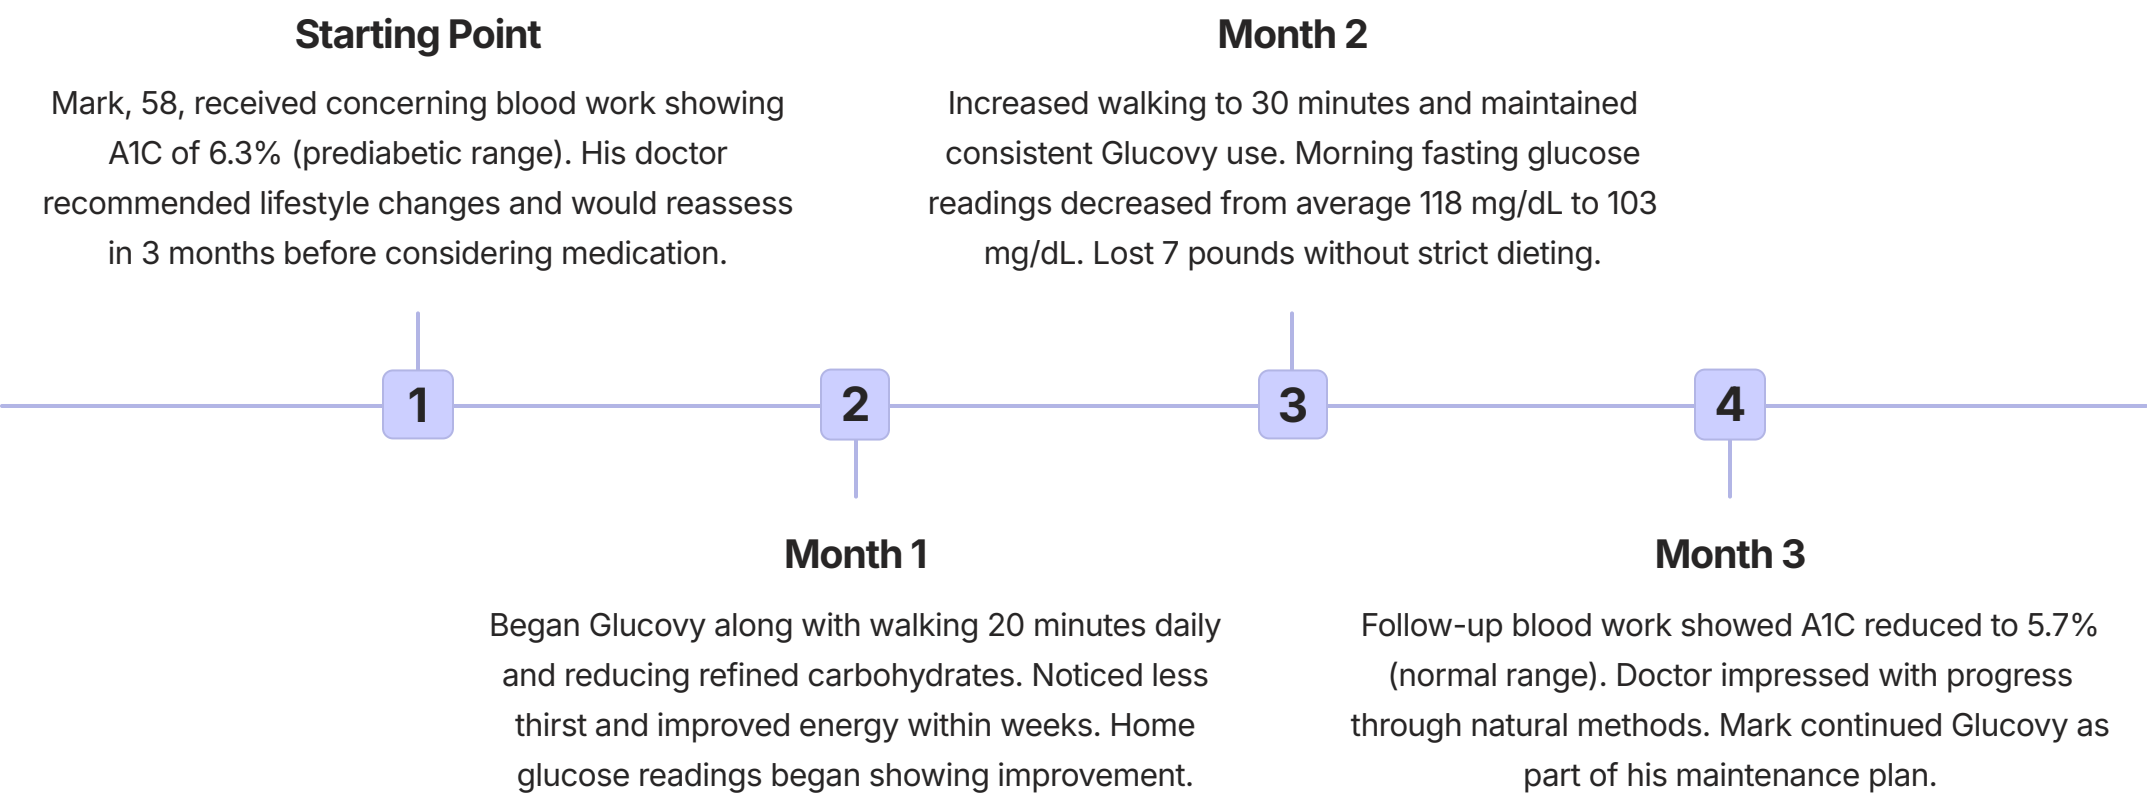 Starting Point
Mark, 58, received concerning blood work showing
A1C of 6.3% (prediabetic range). His doctor
recommended lifestyle changes and would reassess
in 3 months before considering medication.
1
2
Month 1
Began Glucovy along with walking 20 minutes daily
and reducing refined carbohydrates. Noticed less
thirst and improved energy within weeks. Home
glucose readings began showing improvement.
Month 2
Increased walking to 30 minutes and maintained
consistent Glucovy use. Morning fasting glucose
readings decreased from average 118 mg/dL to 103
mg/dL. Lost 7 pounds without strict dieting.
3
4
Month 3
Follow-up blood work showed A1C reduced to 5.7%
(normal range). Doctor impressed with progress
through natural methods. Mark continued Glucovy as
part of his maintenance plan.